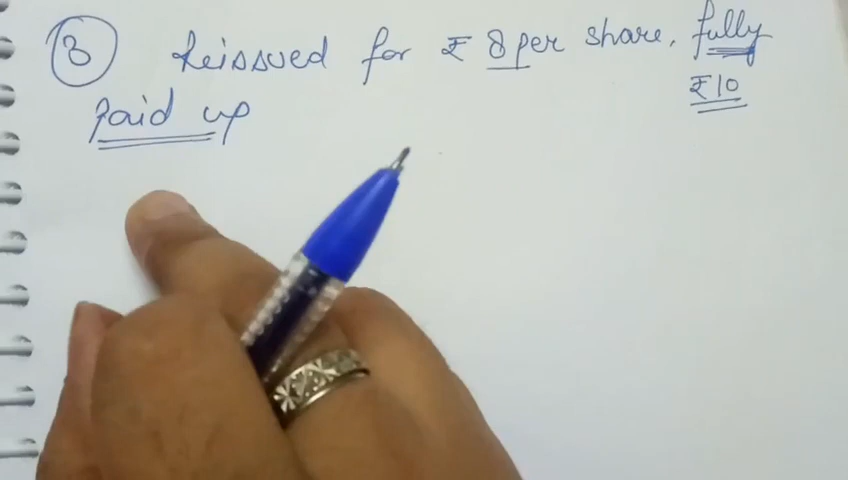 3 Reissued for ₹ 8 per share, fully
₹10
paid up